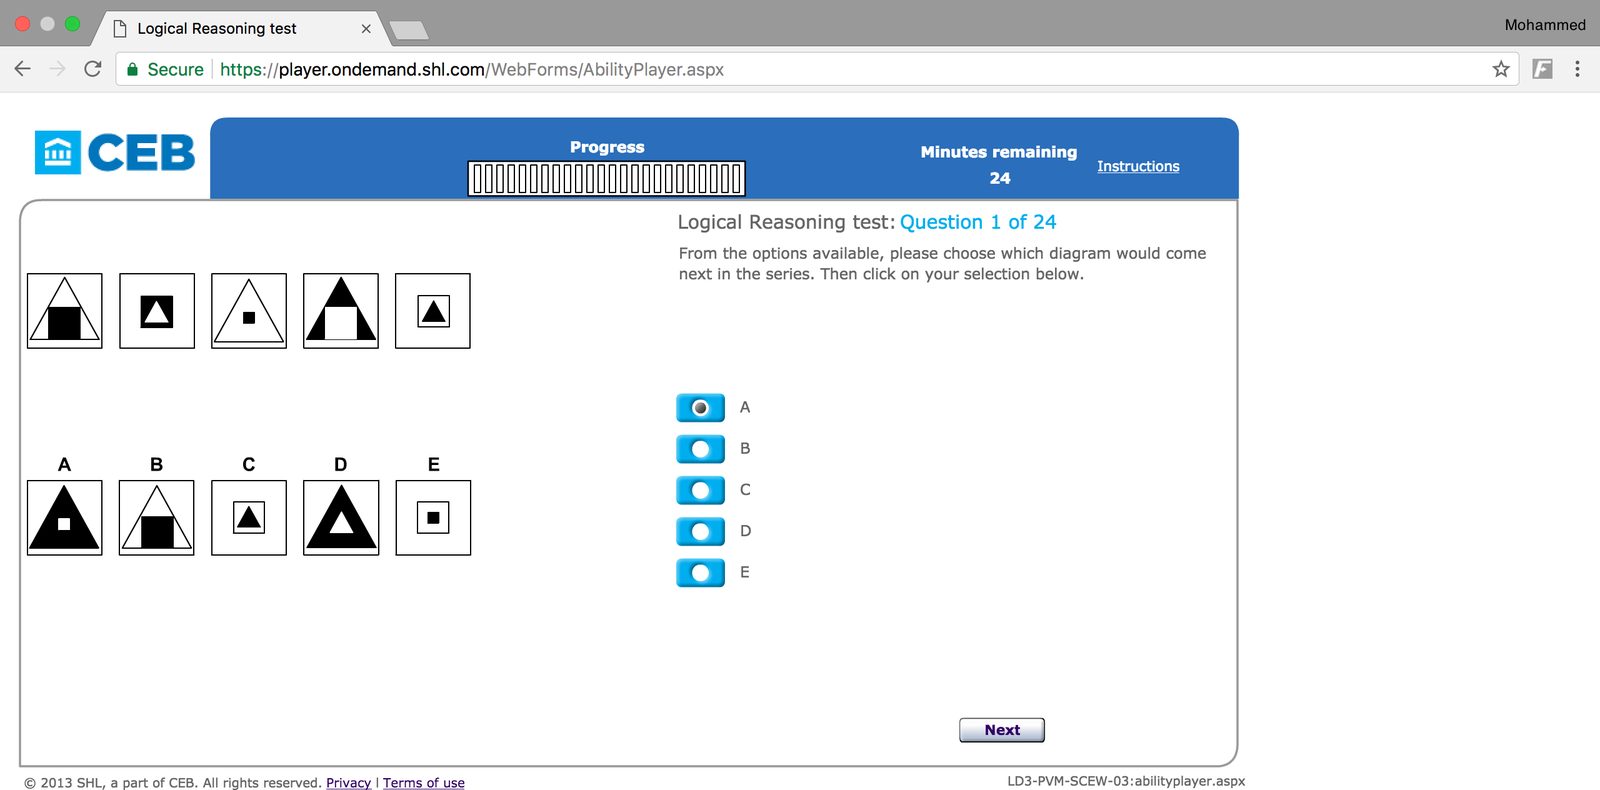 Logical Reasoning test
Mohammed
Secure https://player.ondemand.shl.com/WebForms/AbilityPlayer.aspx
CEB
Progress
Minutes remaining
24
Instructions
Logical Reasoning test: Question 1 of 24
From the options available, please choose which diagram would come
next in the series. Then click on your selection below.
A B C D E
A
B
C
D
E
Next
© 2013 SHL, a part of CEB. All rights reserved. Privacy | Terms of use
LD3-PVM-SCEW-03:abilityplayer.aspx